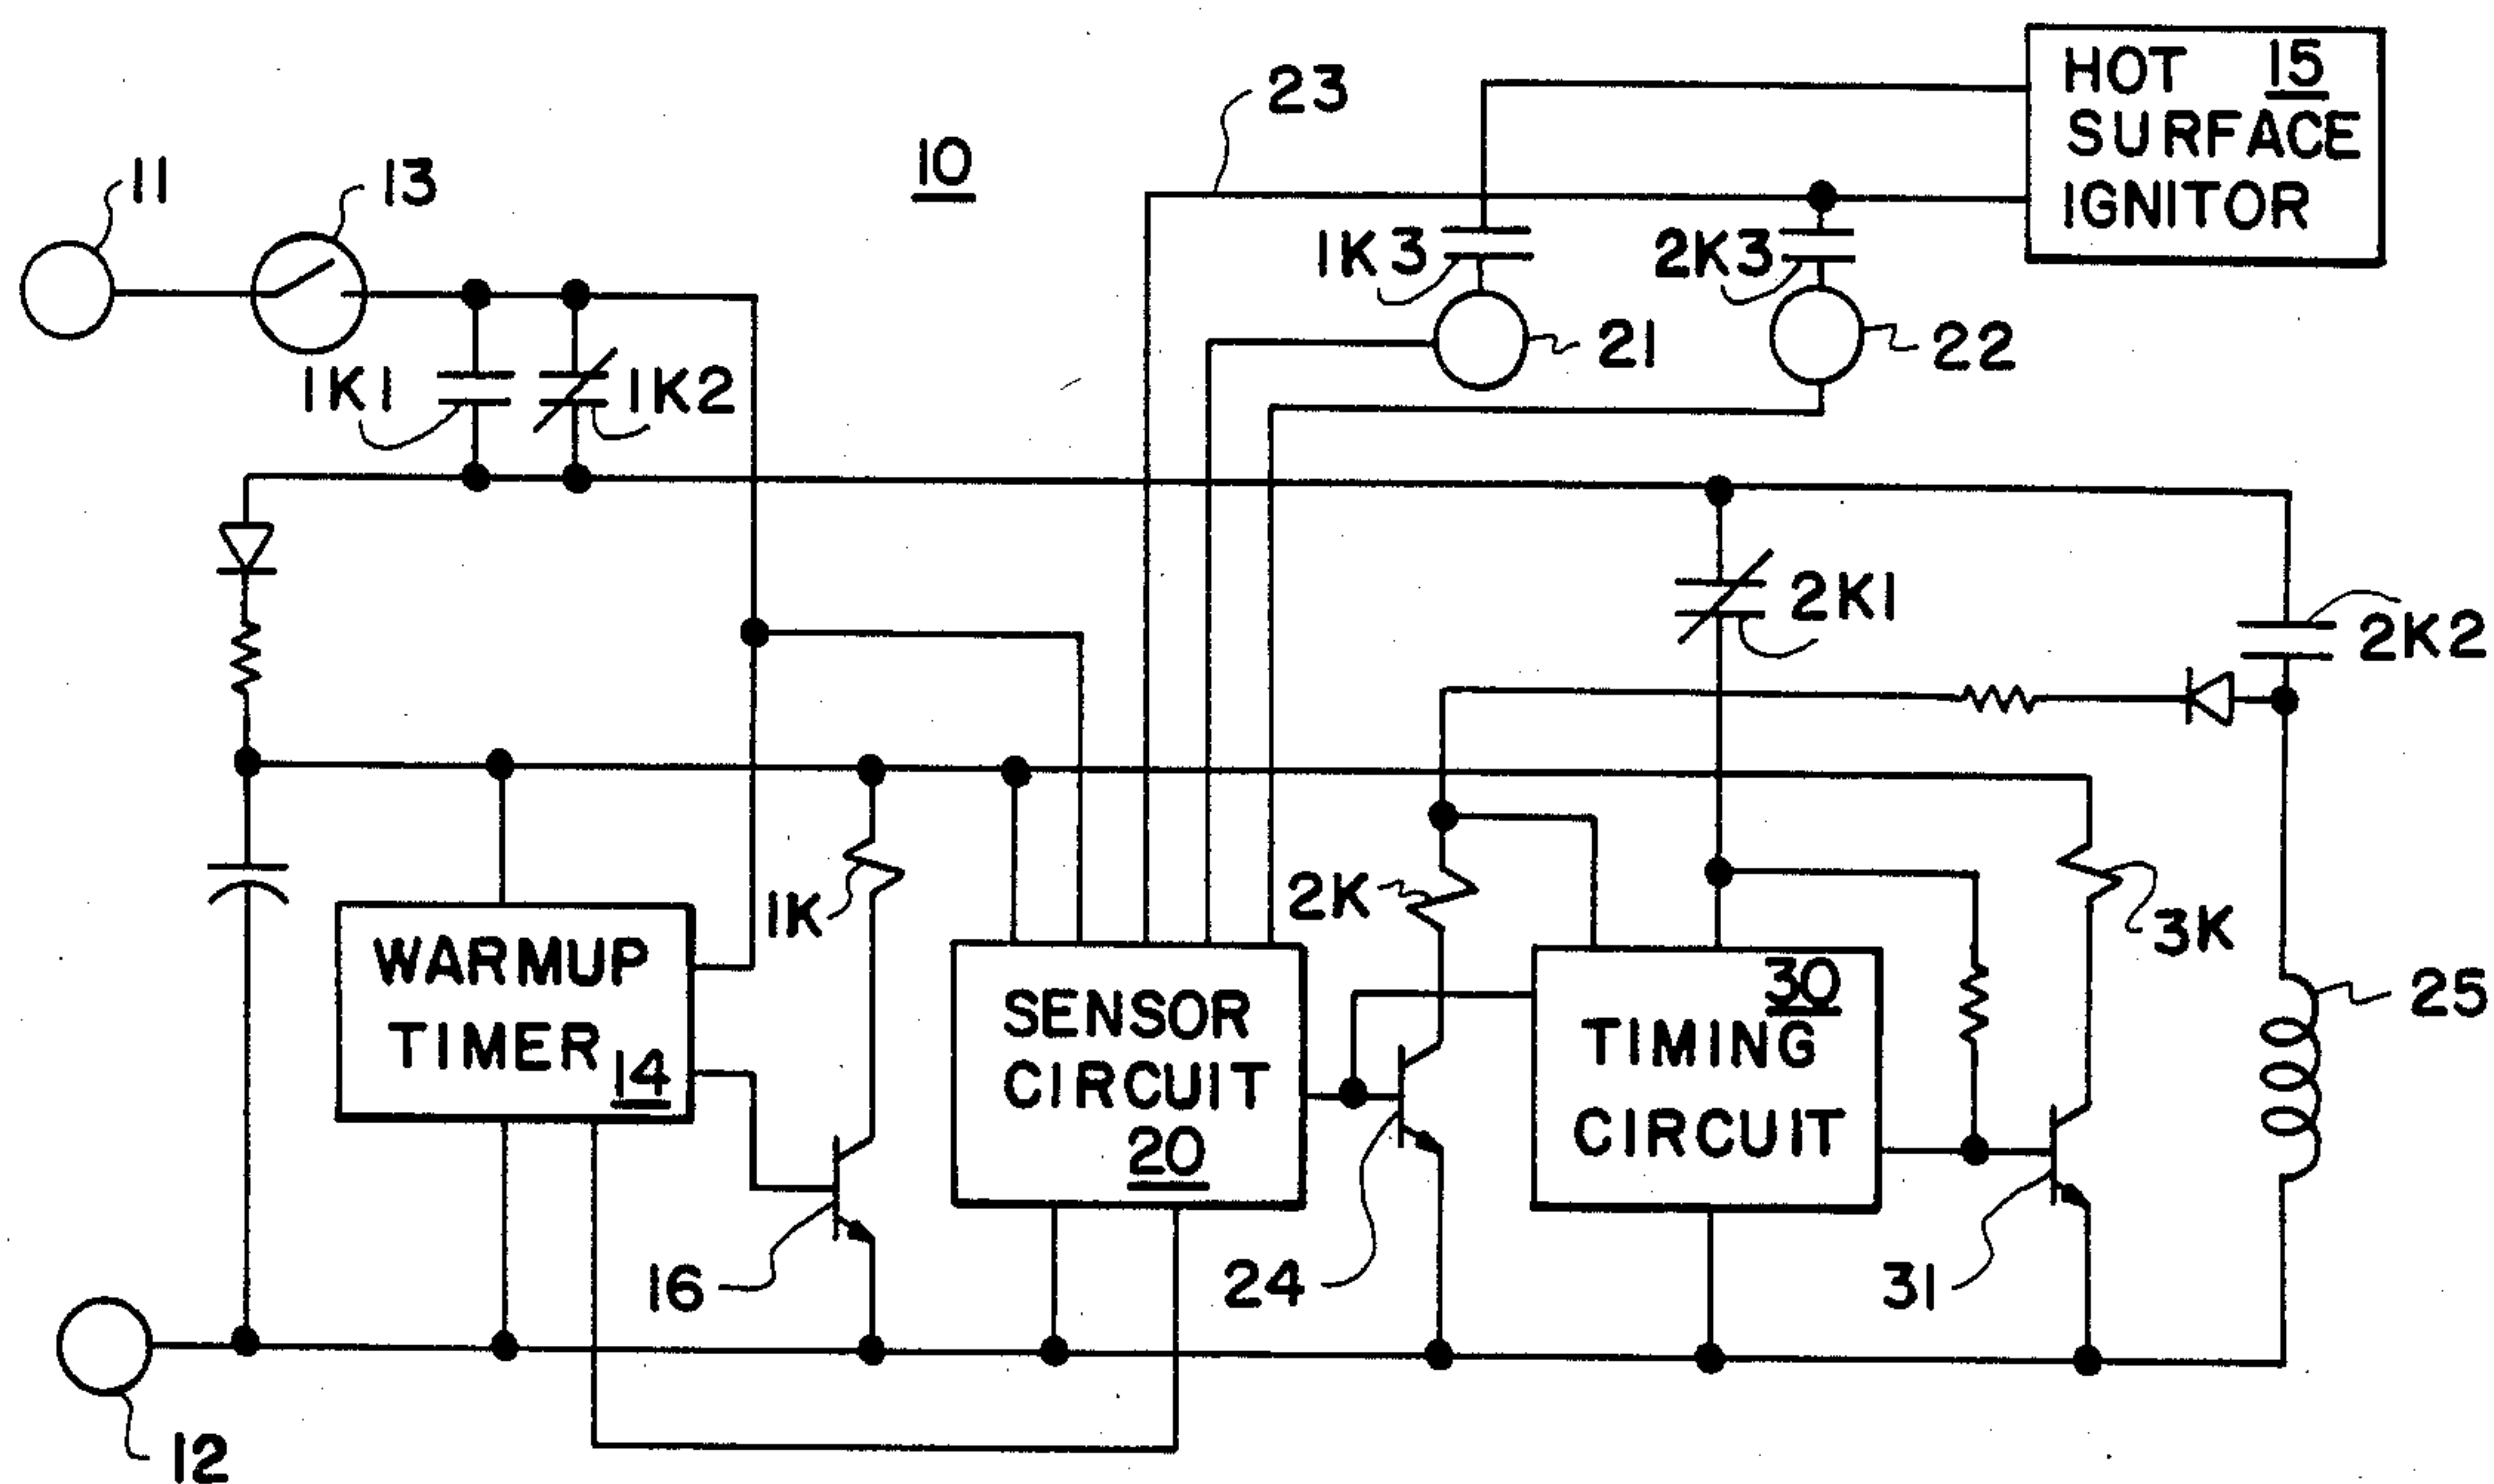 HOT 15
SURFACE
IGNITOR
23
10
11
13
1K3
2K3
21
22
1K1
1K2
2K1
2K2
1K
2K
3K
WARMUP
TIMER 14
SENSOR
CIRCUIT
20
30
TIMING
CIRCUIT
25
16
24
31
12